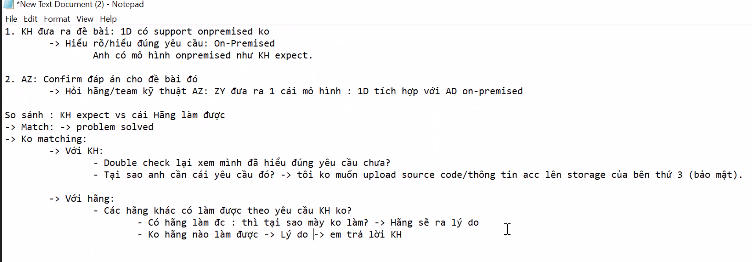 *New Text Document (2) - Notepad
File Edit Format View Help
1. KH đưa ra đề bài: 1D có support onpremised ko
-> Hiểu rõ/hiểu đúng yêu cầu: On-Premised
Anh có mô hình onpremised như KH expect.
2. AZ: Confirm đáp án cho đề bài đó
-> Hỏi hãng/team kỹ thuật AZ: ZY đưa ra 1 cái mô hình : 1D tích hợp với AD on-premised
So sánh : KH expect vs cái Hãng làm được
-> Match: -> problem solved
-> Ko matching:
-> Với KH:
- Double check lại xem mình đã hiểu đúng yêu cầu chưa?
- Tại sao anh cần cái yêu cầu đó? -> tôi ko muốn upload source code/thông tin acc lên storage của bên thứ 3 (bảo mật).
-> Với hãng:
- Các hãng khác có làm được theo yêu cầu KH ko?
- Có hãng làm đc : thì tại sao mày ko làm? -> Hãng sẽ ra lý do
- Ko hãng nào làm được -> Lý do -> em trả lời KH